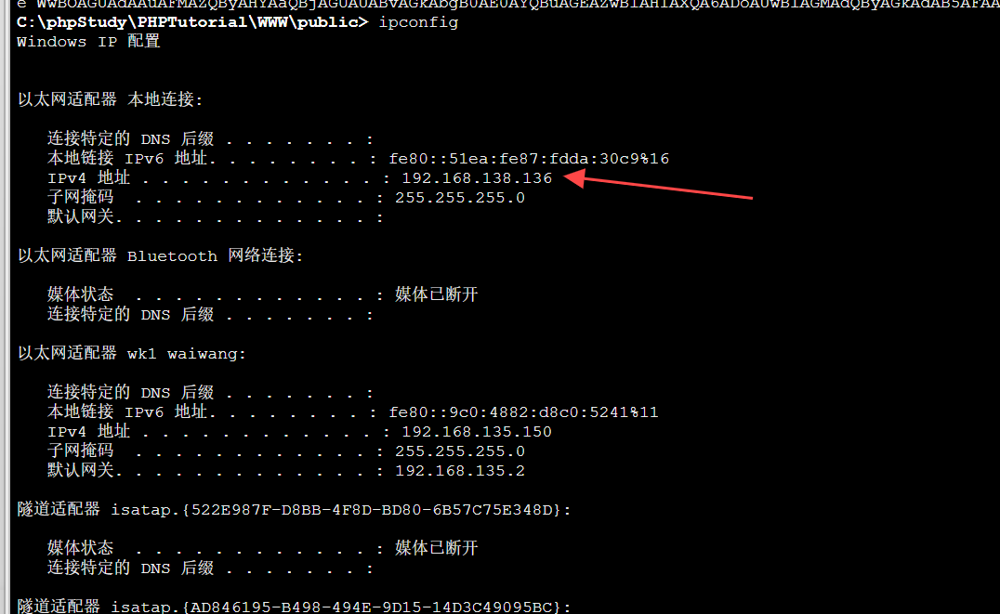 C:\phpStudy\PHPTutorial\WWW\public> ipconfig
Windows IP 配置
以太网适配器 本地连接:
连接特定的 DNS 后缀 . . . . . . . :
本地链接 IPv6 地址. . . . . . . . : fe80::51ea:fe87:fdda:30c9%16
IPv4 地址 . . . . . . . . . . . . : 192.168.138.136
子网掩码  . . . . . . . . . . . . : 255.255.255.0
默认网关. . . . . . . . . . . . . :
以太网适配器 Bluetooth 网络连接:
媒体状态  . . . . . . . . . . . . : 媒体已断开
连接特定的 DNS 后缀 . . . . . . . :
以太网适配器 wk1 waiwang:
连接特定的 DNS 后缀 . . . . . . . :
本地链接 IPv6 地址. . . . . . . . : fe80::9c0:4882:d8c0:5241%11
IPv4 地址 . . . . . . . . . . . . : 192.168.135.150
子网掩码  . . . . . . . . . . . . : 255.255.255.0
默认网关. . . . . . . . . . . . . : 192.168.135.2
隧道适配器 isatap.{522E987F-D8BB-4F8D-BD80-6B57C75E348D}:
媒体状态  . . . . . . . . . . . . : 媒体已断开
连接特定的 DNS 后缀 . . . . . . . :
隧道适配器 isatap.{AD846195-B498-494E-9D15-14D3C49095BC}: